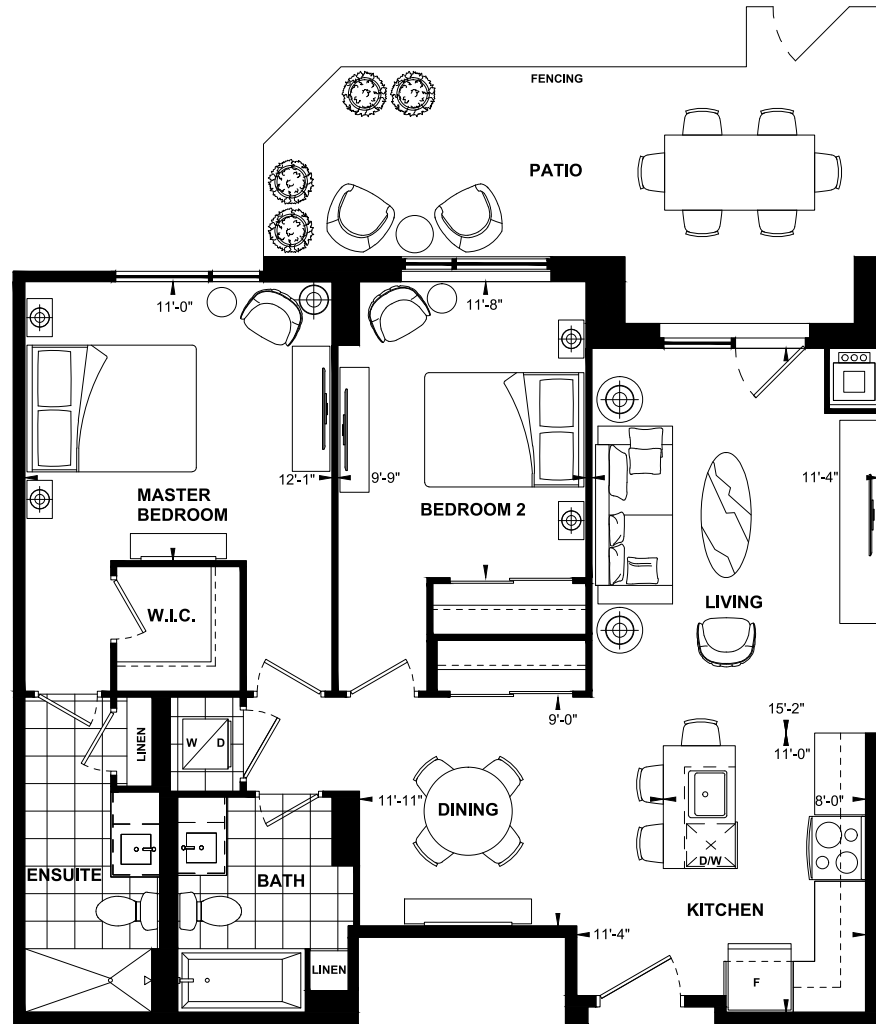 FENCING
PATIO
11'-0"
11'-8"
12'-1"
9'-9"
11'-4"
MASTER
BEDROOM
BEDROOM 2
W.I.C.
LIVING
15'-2"
11'-0"
9'-0"
LINEN
W
D
11'-11"
DINING
8'-0"
D/W
ENSUITE
BATH
KITCHEN
11'-4"
LINEN
F